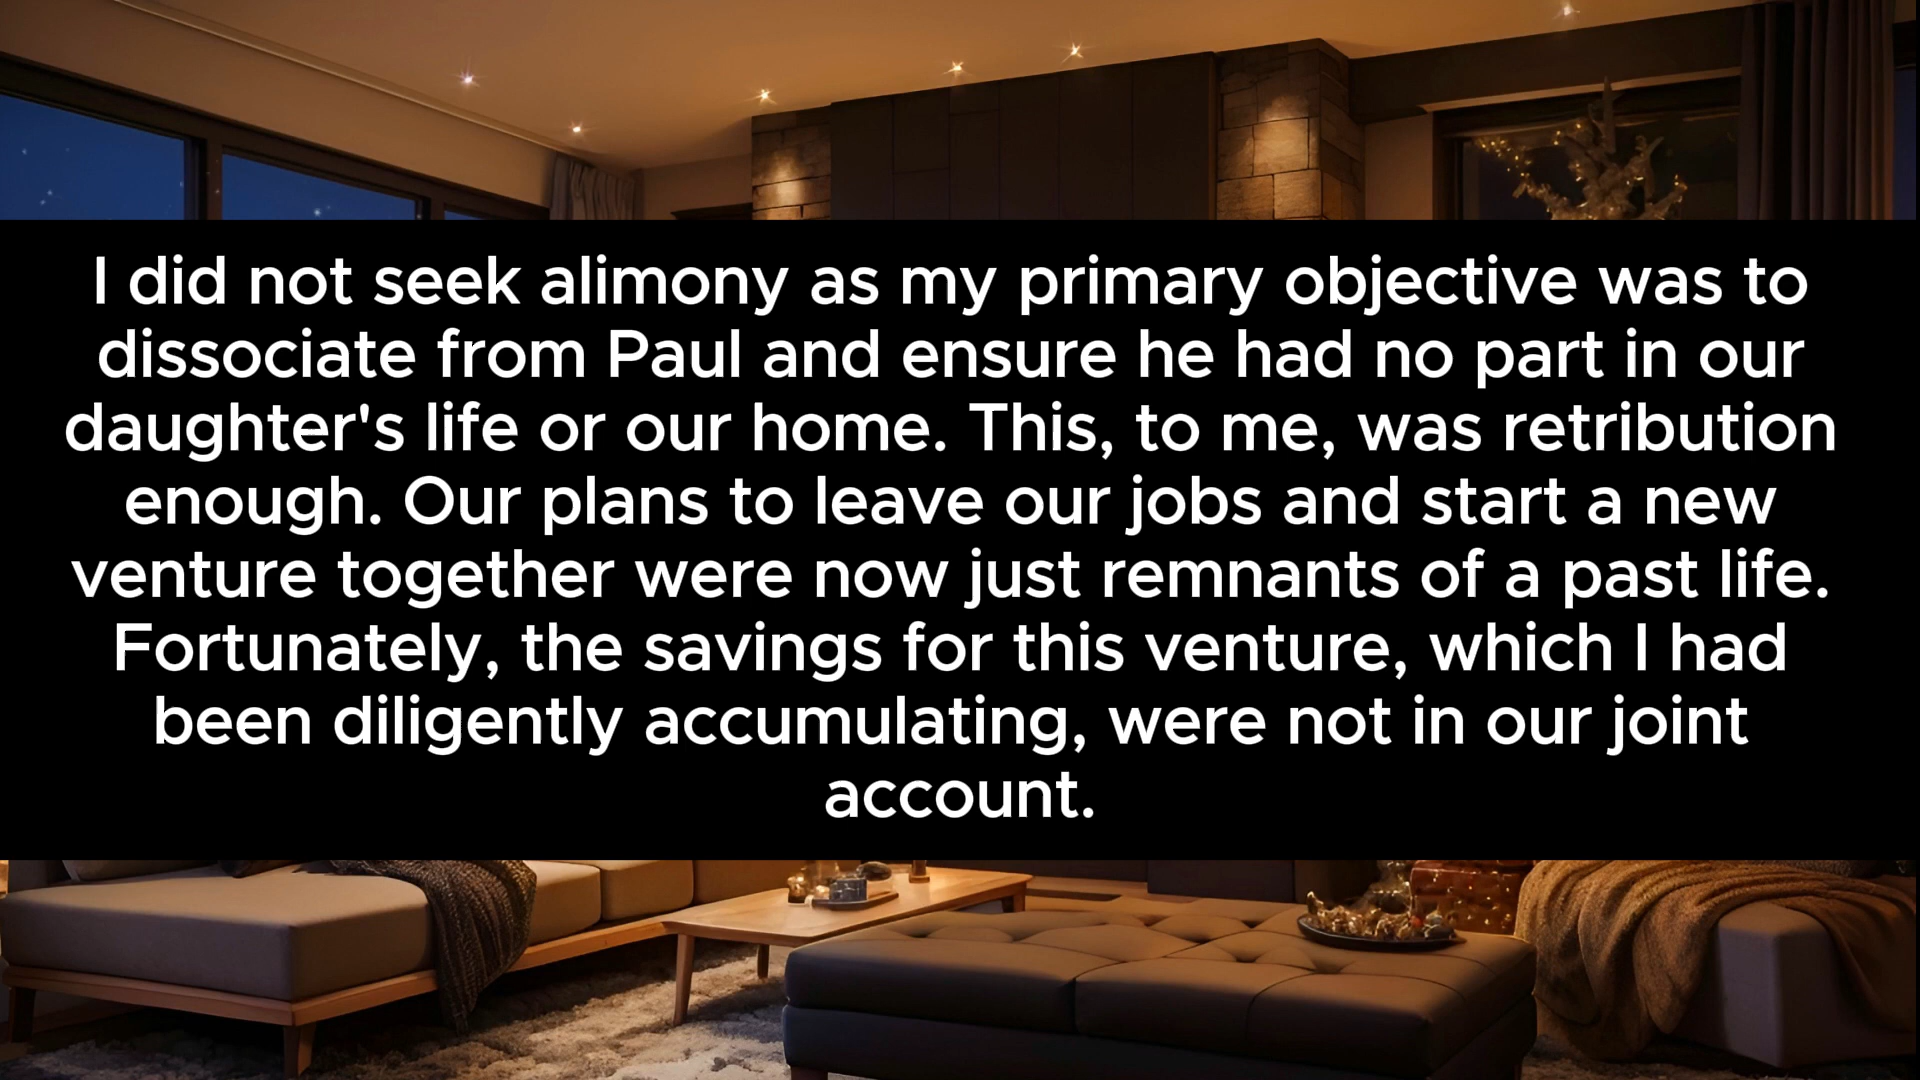 I did not seek alimony as my primary objective was to
dissociate from Paul and ensure he had no part in our
daughter's life or our home. This, to me, was retribution
enough. Our plans to leave our jobs and start a new
venture together were now just remnants of a past life.
Fortunately, the savings for this venture, which I had
been diligently accumulating, were not in our joint
account.